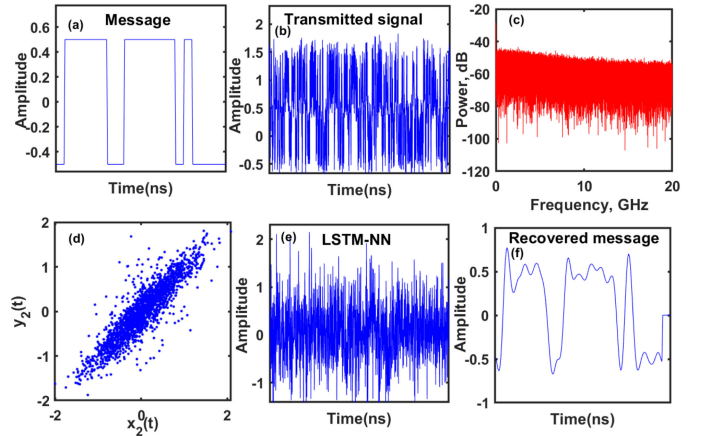 (a) Message
Amplitude
0.6
0.4
0.2
0
-0.2
-0.4
Time(ns)
Transmitted signal
(b)
Amplitude
2
1.5
1
0.5
0
-0.5
Time(ns)
(c)
Power, dB
-20
-40
-60
-80
-100
-120
0 10 20
Frequency, GHz
(d)
y2(t)
2
1
0
-1
-2
-2 0 2
x2(t)
(e) LSTM-NN
Amplitude
2
1
0
-1
Time(ns)
Recovered message
(f)
Amplitude
1
0.5
0
-0.5
-1
Time(ns)